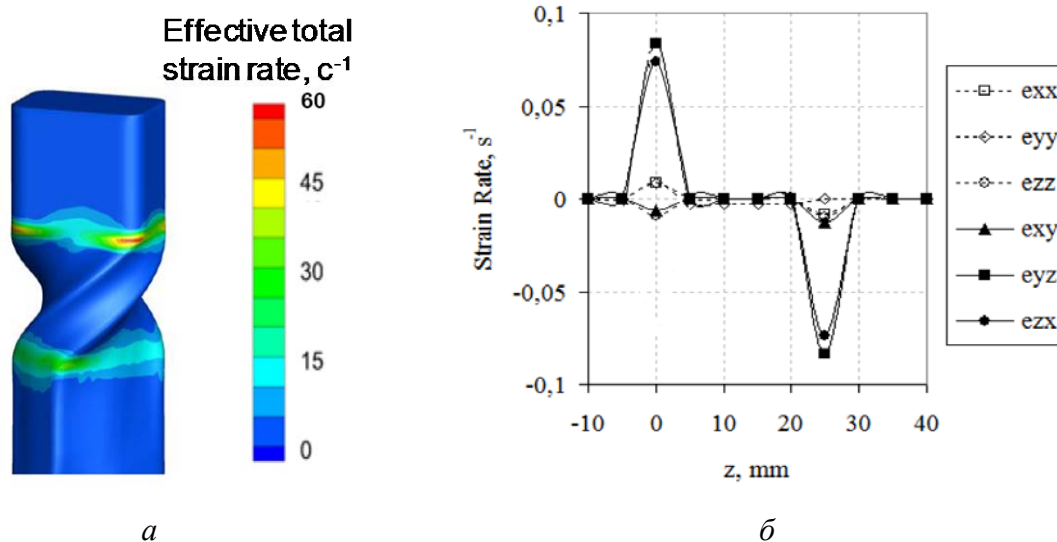 Effective total
strain rate, c⁻¹
60
45
30
15
0
а
0,1
0,05
0
-0,05
-0,1
Strain Rate, s⁻¹
-10 0 10 20 30 40
z, mm
exx
eyy
ezz
exy
eyz
ezx
б